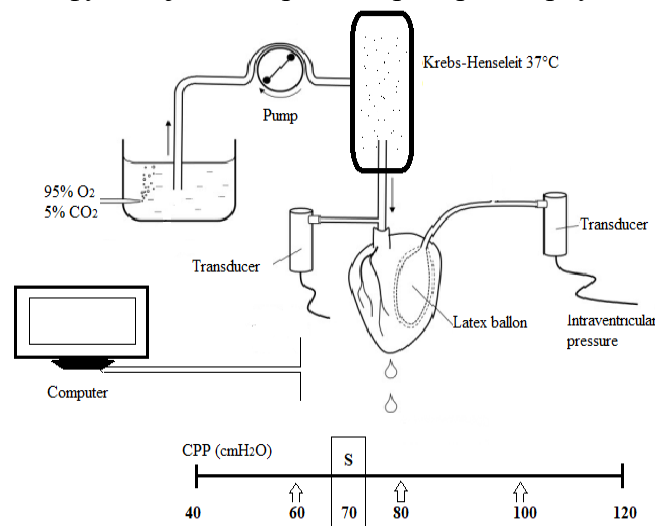 Krebs-Henseleit 37°C
Pump
95% O2
5% CO2
Transducer
Transducer
Latex ballon
Intraventricular
pressure
Computer
CPP (cmH2O)
S
40 60 70 80 100 120